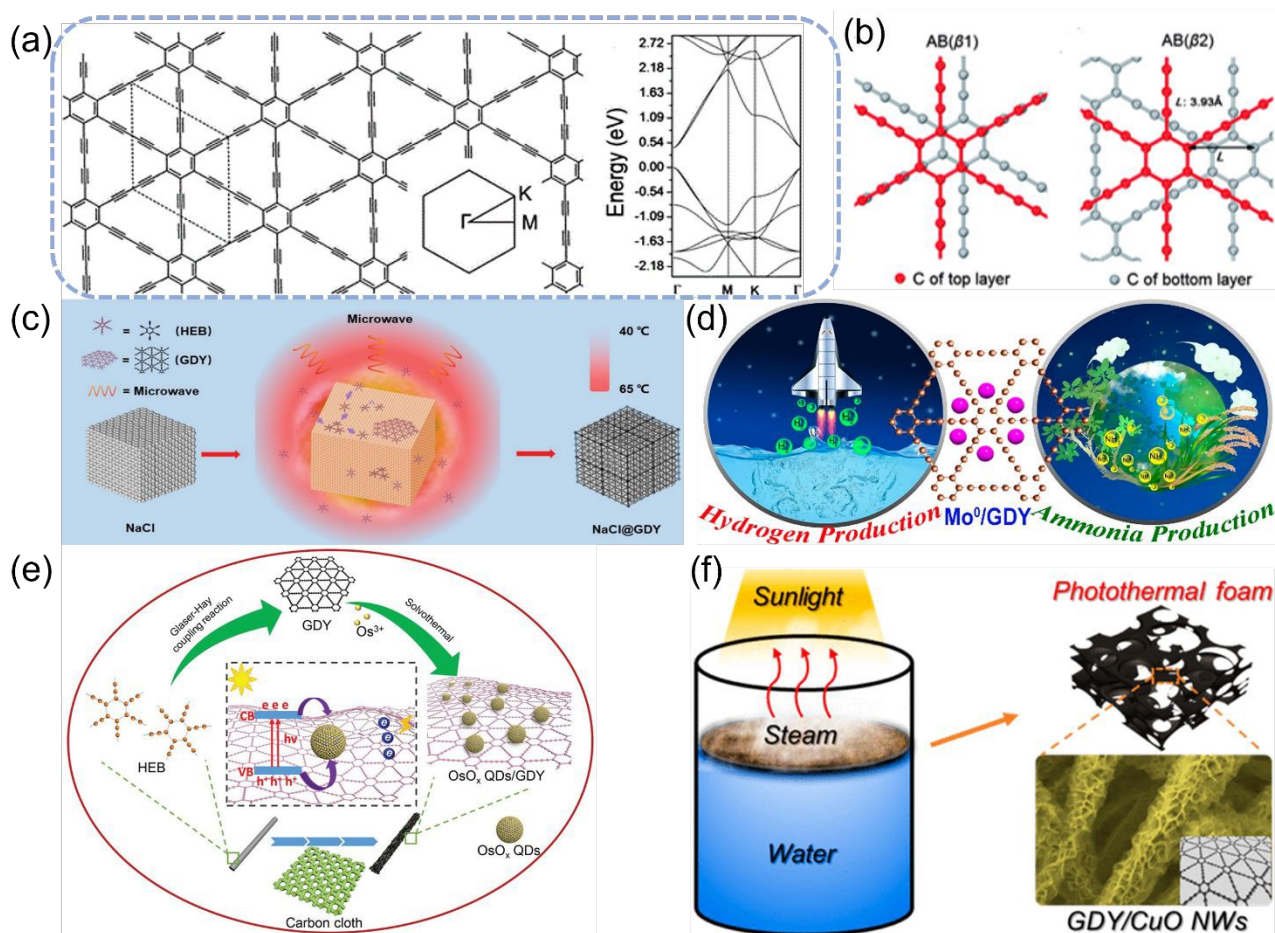 (a)
Γ
K
M
Energy (eV)
2.72
2.18
1.63
1.09
0.54
0.00
-0.54
-1.09
-1.63
-2.18
Γ M K Γ
(b)
AB(β1)
AB(β2)
L: 3.93Å
L
C of top layer
C of bottom layer
(c)
= (HEB)
= (GDY)
= Microwave
Microwave
40 ℃
65 ℃
NaCl
NaCl@GDY
(d)
H2
NH3
Hydrogen Production
Mo⁰/GDY
Ammonia Production
(e)
Glaser-Hay
coupling reaction
GDY
Os³⁺
Solvothermal
HEB
e e e
CB
hν
VB
h⁺ h⁺ h⁺
e
e
e
OsOₓ QDs/GDY
OsOₓ QDs
Carbon cloth
(f)
Sunlight
Steam
Water
Photothermal foam
GDY/CuO NWs